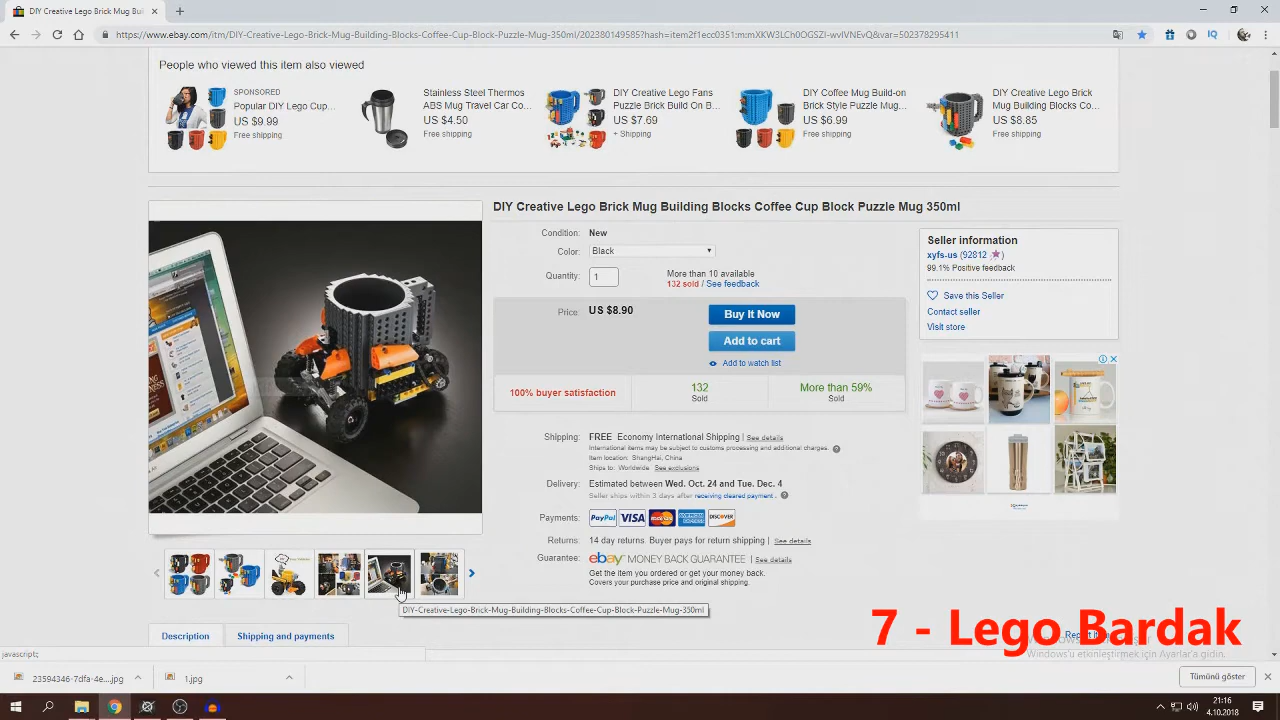 DIY Creative Lego Brick Mug Bui
https://www.ebay.com/itm/DIY-Creative-Lego-Brick-Mug-Building-Blocks-Coffee-Cup-Block-Puzzle-Mug-350ml/202380149585?hash=item2f1ecc0351:m:mXKW3LCh0OGSZI-wvIVNEvQ&var=502378295411
People who viewed this item also viewed
SPONSORED
Popular DIY Lego Cup...
US $9.99
Free shipping
Stainless Steel Thermos
ABS Mug Travel Car Co...
US $4.50
Free shipping
DIY Creative Lego Fans
Puzzle Brick Build On B...
US $7.69
+ Shipping
DIY Coffee Mug Build-on
Brick Style Puzzle Mug...
US $6.99
Free shipping
DIY Creative Lego Brick
Mug Building Blocks Co...
US $8.85
Free shipping
DIY Creative Lego Brick Mug Building Blocks Coffee Cup Block Puzzle Mug 350ml
Condition: New
Color: Black
Quantity: 1
More than 10 available
132 sold / See feedback
Price: US $8.90
Buy It Now
Add to cart
Add to watch list
100% buyer satisfaction
132
Sold
More than 59%
Sold
Shipping: FREE Economy International Shipping | See details
International items may be subject to customs processing and additional charges.
Item location: ShangHai, China
Ships to: Worldwide See exclusions
Delivery: Estimated between Wed. Oct. 24 and Tue. Dec. 4
Seller ships within 3 days after receiving cleared payment.
Payments: PayPal VISA MasterCard AMERICAN EXPRESS DISCOVER
Returns: 14 day returns. Buyer pays for return shipping | See details
Guarantee: ebay MONEY BACK GUARANTEE | See details
Get the item you ordered or get your money back.
Covers your purchase price and original shipping.
Seller information
xyfs-us (92812 )
99.1% Positive feedback
Save this Seller
Contact seller
Visit store
DIY-Creative-Lego-Brick-Mug-Building-Blocks-Coffee-Cup-Block-Puzzle-Mug-350ml
Description
Shipping and payments
7 - Lego Bardak
Windows'u etkinleştirmek için Ayarlar'a gidin.
javascript:;
23594346-7dfa-4e....jpg
1.jpg
Tümünü göster
21:16
4.10.2018